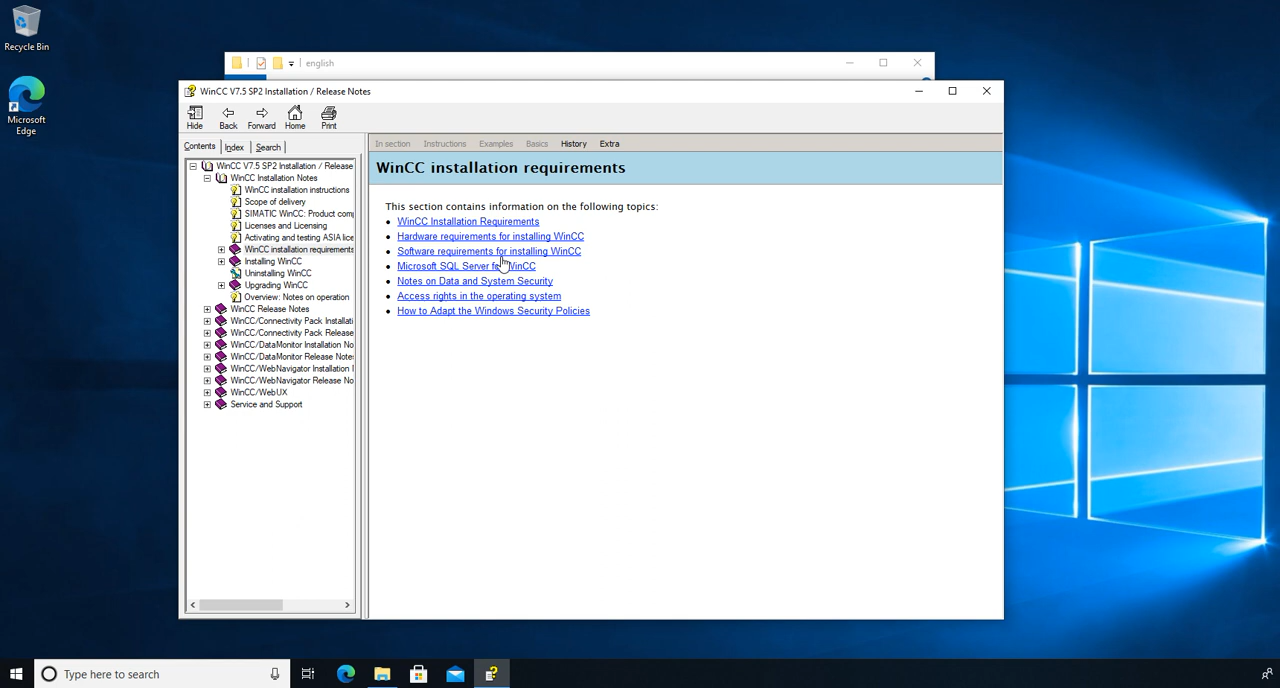 Recycle Bin
Microsoft
Edge
english
WinCC V7.5 SP2 Installation / Release Notes
Hide Back Forward Home Print
Contents Index Search
WinCC V7.5 SP2 Installation / Release
WinCC Installation Notes
WinCC installation instructions
Scope of delivery
SIMATIC WinCC: Product com
Licenses and Licensing
Activating and testing ASIA lice
WinCC installation requirements
Installing WinCC
Uninstalling WinCC
Upgrading WinCC
Overview: Notes on operation
WinCC Release Notes
WinCC/Connectivity Pack Installati
WinCC/Connectivity Pack Release
WinCC/DataMonitor Installation No
WinCC/DataMonitor Release Notes
WinCC/WebNavigator Installation
WinCC/WebNavigator Release No
WinCC/WebUX
Service and Support
In section Instructions Examples Basics History Extra
WinCC installation requirements
This section contains information on the following topics:
WinCC Installation Requirements
Hardware requirements for installing WinCC
Software requirements for installing WinCC
Microsoft SQL Server for WinCC
Notes on Data and System Security
Access rights in the operating system
How to Adapt the Windows Security Policies
Type here to search